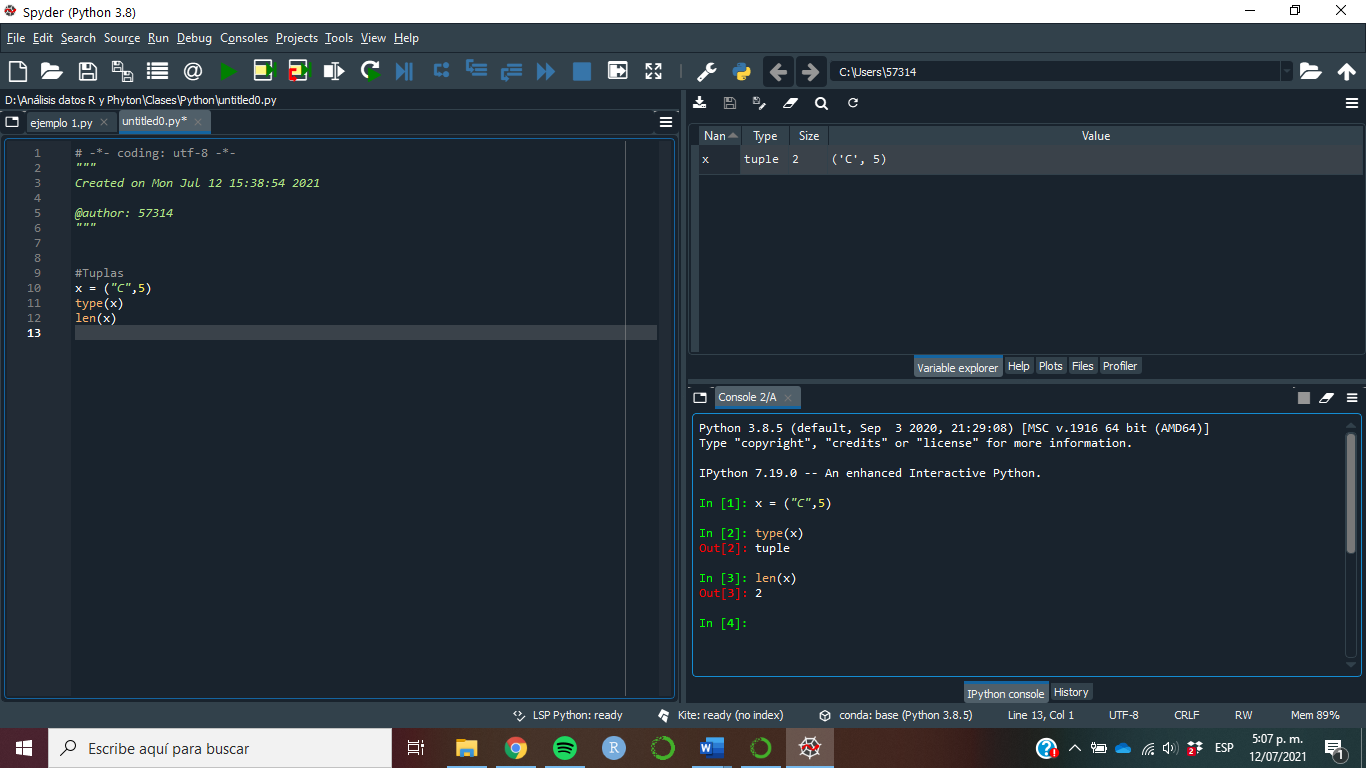 Spyder (Python 3.8)
File Edit Search Source Run Debug Consoles Projects Tools View Help
C:\Users\57314
D:\Análisis datos R y Phyton\Clases\Python\untitled0.py
ejemplo 1.py
untitled0.py*
1 # -*- coding: utf-8 -*-
2 """
3 Created on Mon Jul 12 15:38:54 2021
4
5 @author: 57314
6 """
7
8
9 #Tuplas
10 x = ("C",5)
11 type(x)
12 len(x)
13
Nan Type Size Value
x tuple 2 ('C', 5)
Variable explorer Help Plots Files Profiler
Console 2/A
Python 3.8.5 (default, Sep  3 2020, 21:29:08) [MSC v.1916 64 bit (AMD64)]
Type "copyright", "credits" or "license" for more information.
IPython 7.19.0 -- An enhanced Interactive Python.
In [1]: x = ("C",5)
In [2]: type(x)
Out[2]: tuple
In [3]: len(x)
Out[3]: 2
In [4]:
IPython console History
LSP Python: ready Kite: ready (no index) conda: base (Python 3.8.5) Line 13, Col 1 UTF-8 CRLF RW Mem 89%
Escribe aquí para buscar
R
W
ESP
5:07 p. m.
12/07/2021
1